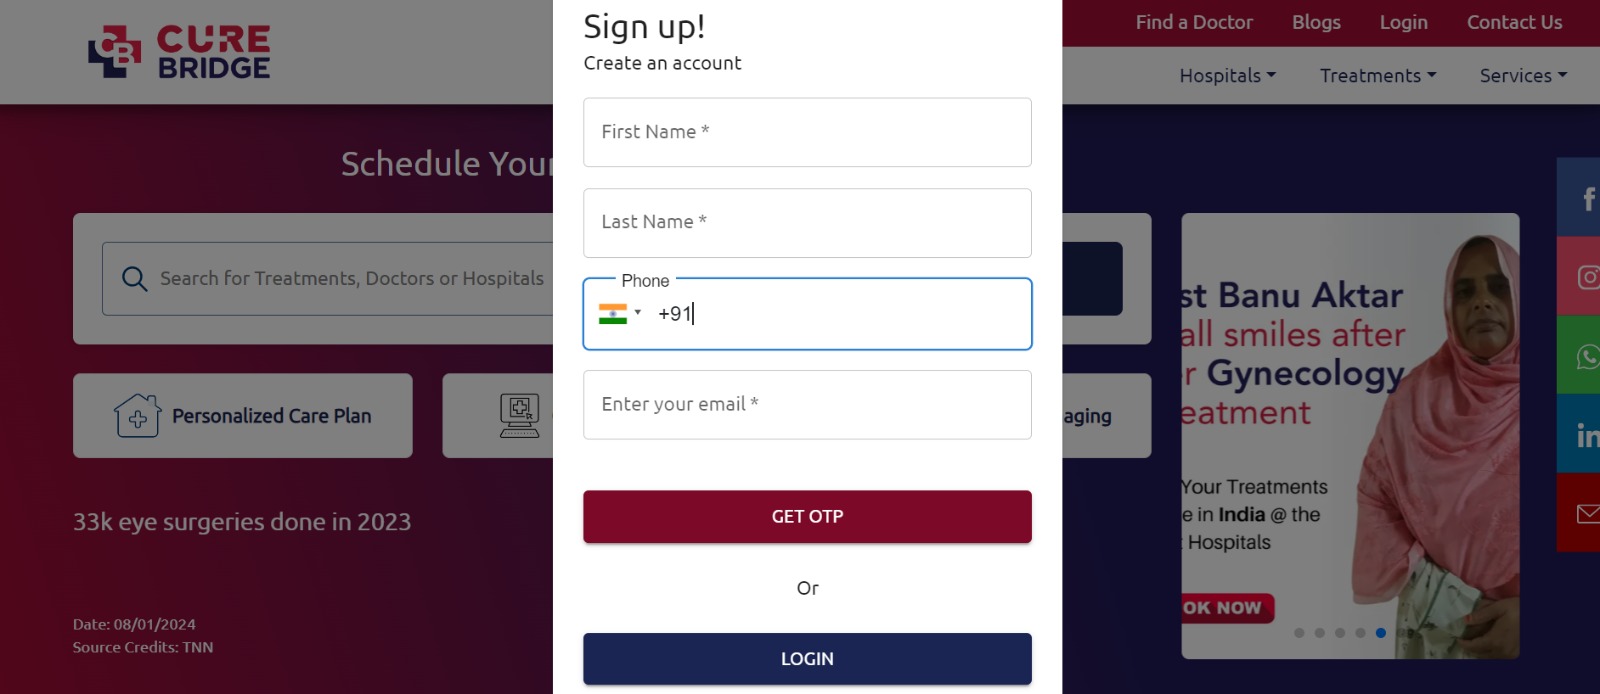 CURE
BRIDGE
CB
Find a Doctor
Blogs
Login
Contact Us
Hospitals
Treatments
Services
Sign up!
Create an account
First Name *
Last Name *
Phone
+91
Enter your email *
GET OTP
Or
LOGIN
Schedule Your
Search for Treatments, Doctors or Hospitals
Personalized Care Plan
aging
33k eye surgeries done in 2023
Date: 08/01/2024
Source Credits: TNN
st Banu Aktar
all smiles after
r Gynecology
eatment
Your Treatments
e in India @ the
t Hospitals
OK NOW
f
in